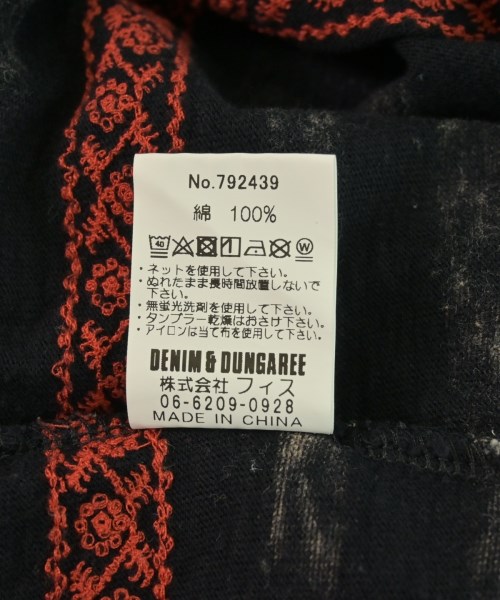 No.792439
綿 100%
40 W
・ネットを使用して下さい。
・ぬれたまま長時間放置しないで
下さい。
・無蛍光洗剤を使用して下さい。
・タンブラー乾燥はおさけ下さい。
・アイロンは当て布を使用して下さい。
DENIM & DUNGAREE
株式会社 フィス
06-6209-0928
MADE IN CHINA